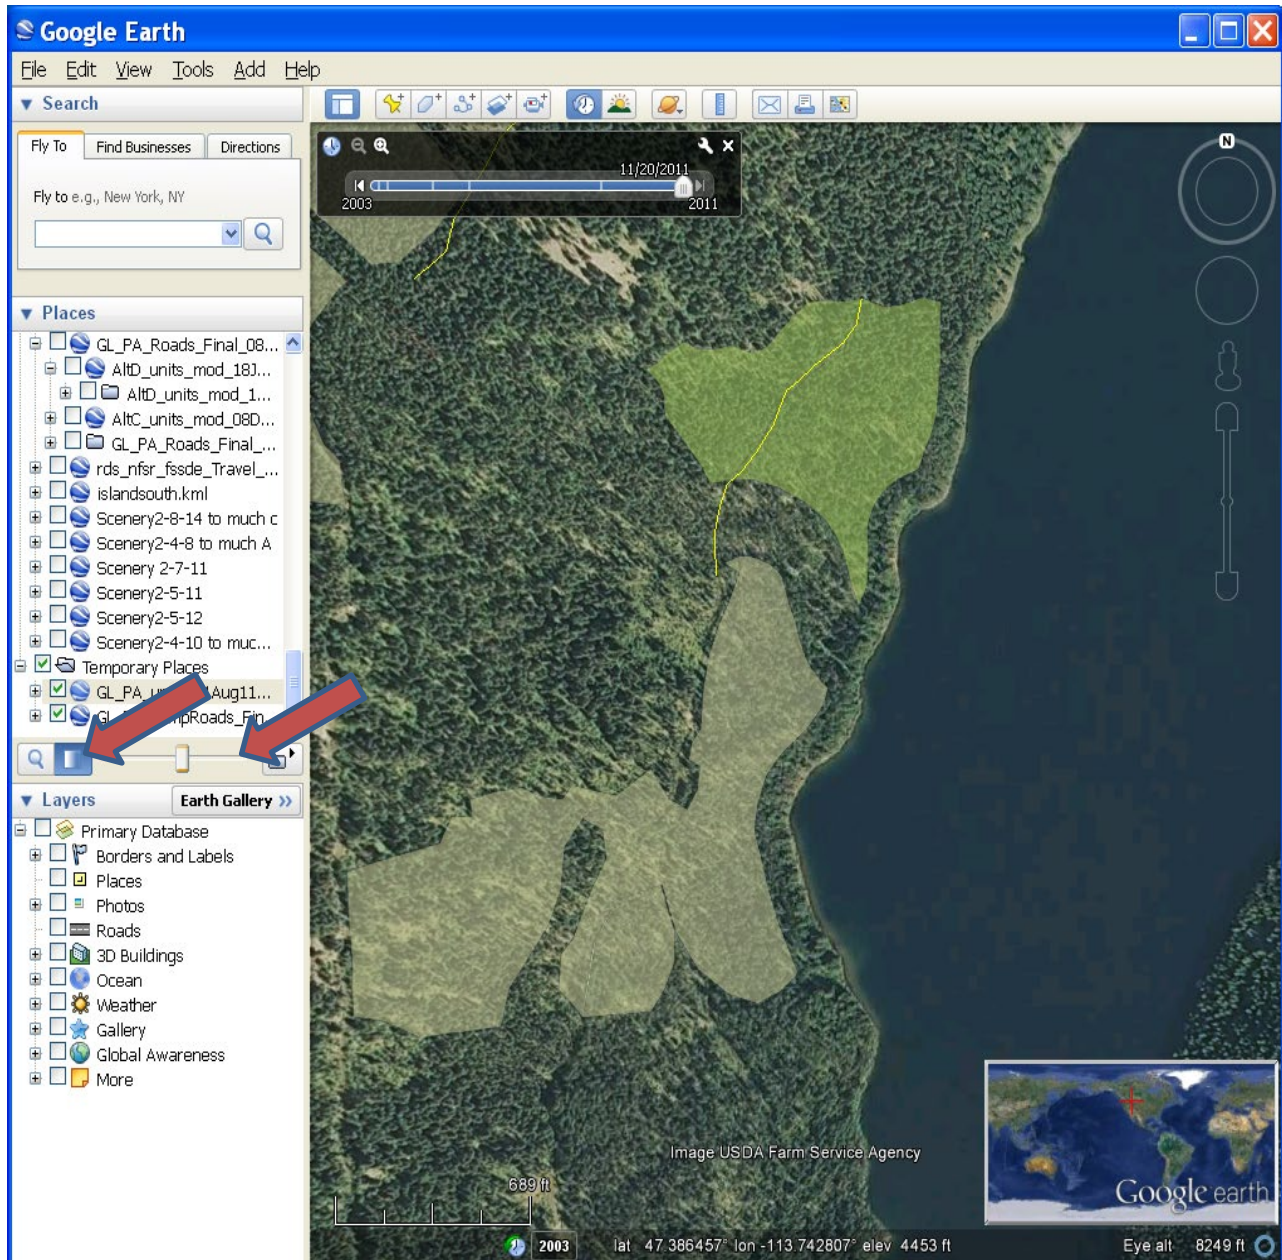 Google Earth
File Edit View Tools Add Help
Search
Fly To Find Businesses Directions
Fly to e.g., New York, NY
Places
GL_PA_Roads_Final_08...
AltD_units_mod_18J...
AltD_units_mod_1...
AltC_units_mod_08D...
GL_PA_Roads_Final_...
rds_nfsr_fssde_Travel_...
islandsouth.kml
Scenery2-8-14 to much c
Scenery2-4-8 to much A
Scenery 2-7-11
Scenery2-5-11
Scenery2-5-12
Scenery2-4-10 to muc...
Temporary Places
GL_PA_ Aug11...
Roads_Fin
Layers
Earth Gallery »
Primary Database
Borders and Labels
Places
Photos
Roads
3D Buildings
Ocean
Weather
Gallery
Global Awareness
More
11/20/2011
2003 2011
N
Image USDA Farm Service Agency
689 ft
Google earth
2003 lat 47.386457° lon -113.742807° elev 4453 ft Eye alt 8249 ft